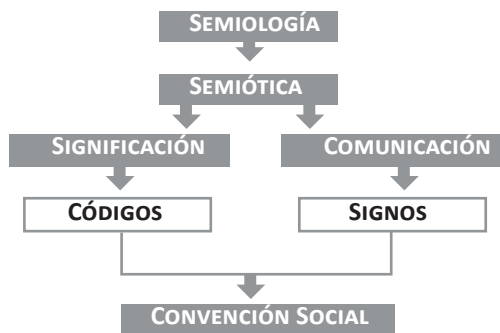 SEMIOLOGÍA
SEMIÓTICA
SIGNIFICACIÓN
COMUNICACIÓN
CÓDIGOS
SIGNOS
CONVENCIÓN SOCIAL